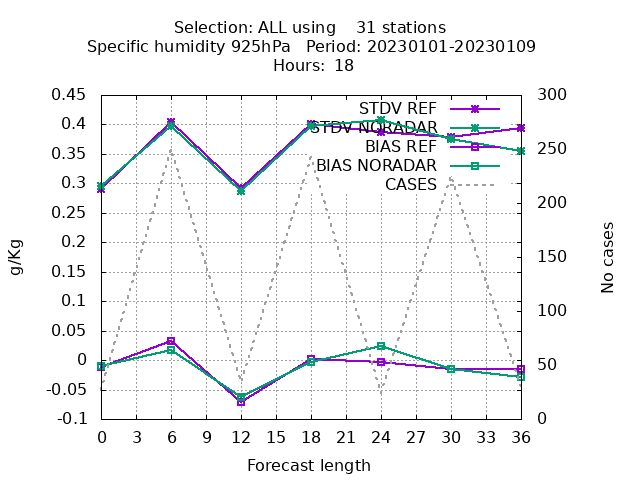 Selection: ALL using    31 stations
Specific humidity 925hPa   Period: 20230101-20230109
Hours:  18
STDV REF
STDV NORADAR
BIAS REF
BIAS NORADAR
CASES
0.45
0.4
0.35
0.3
0.25
0.2
0.15
0.1
0.05
0
-0.05
-0.1
g/Kg
300
250
200
150
100
50
0
No cases
0 3 6 9 12 15 18 21 24 27 30 33 36
Forecast length